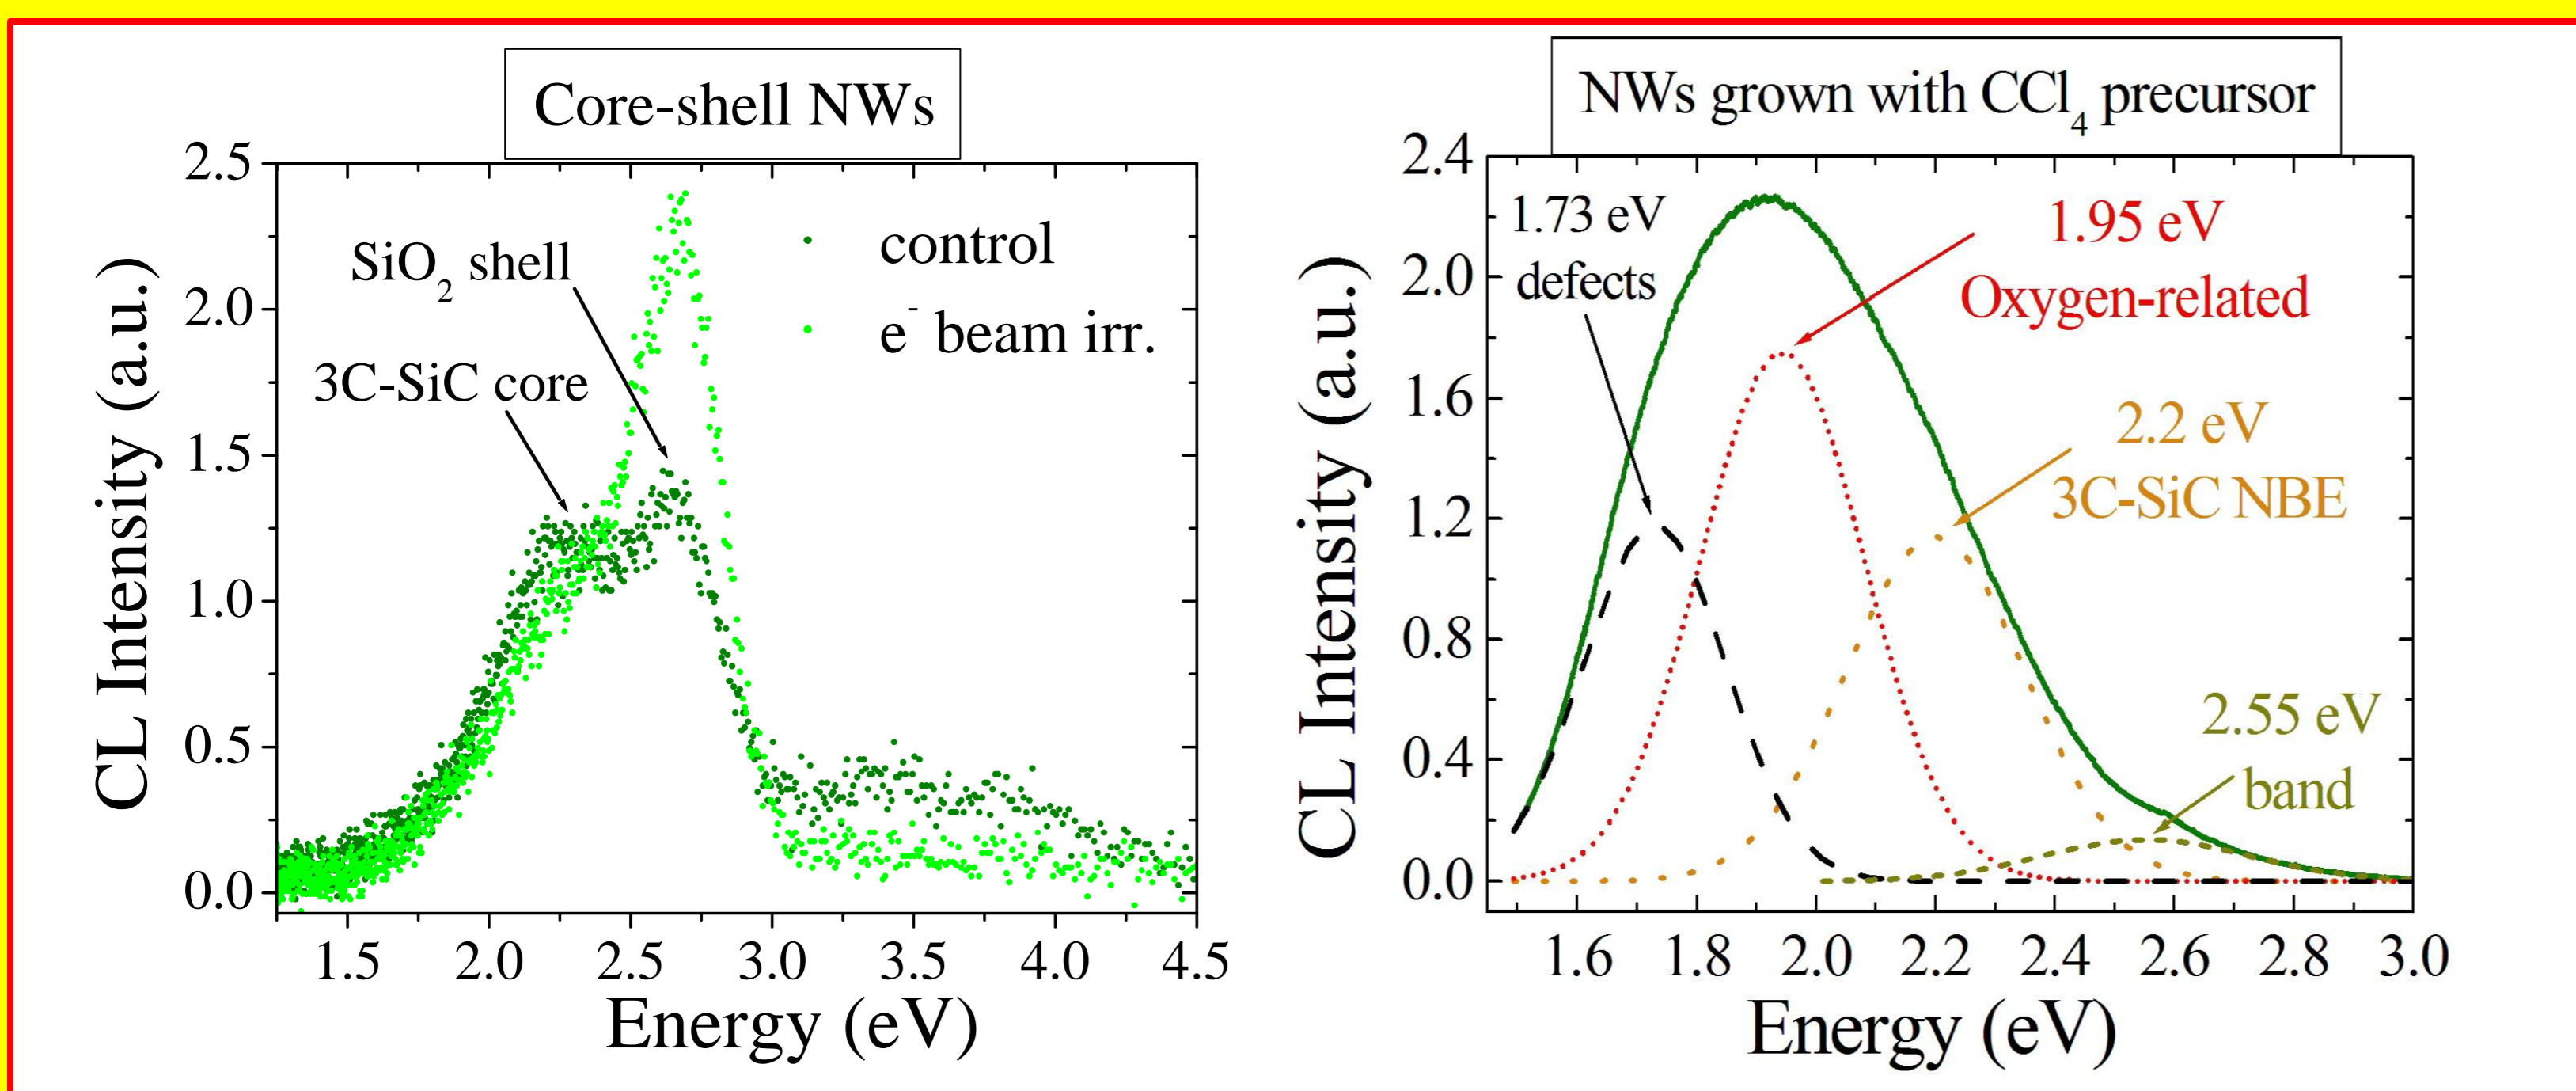 Core-shell NWs
CL Intensity (a.u.)
2.5
2.0
1.5
1.0
0.5
0.0
SiO2 shell
3C-SiC core
control
e- beam irr.
1.5 2.0 2.5 3.0 3.5 4.0 4.5
Energy (eV)
NWs grown with CCl4 precursor
CL Intensity (a.u.)
2.4
2.0
1.6
1.2
0.8
0.4
0.0
1.73 eV
defects
1.95 eV
Oxygen-related
2.2 eV
3C-SiC NBE
2.55 eV
band
1.6 1.8 2.0 2.2 2.4 2.6 2.8 3.0
Energy (eV)